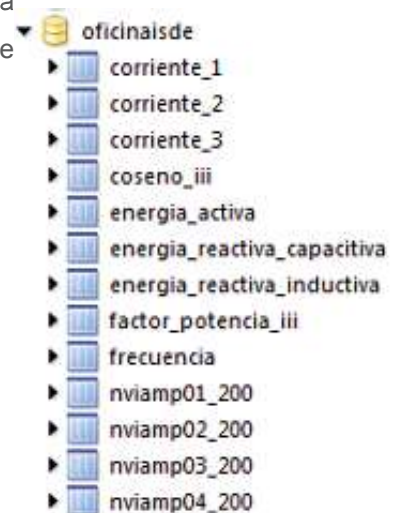 a
oficinaisde
e
corriente_1
corriente_2
corriente_3
coseno_iii
energia_activa
energia_reactiva_capacitiva
energia_reactiva_inductiva
factor_potencia_iii
frecuencia
nviamp01_200
nviamp02_200
nviamp03_200
nviamp04_200